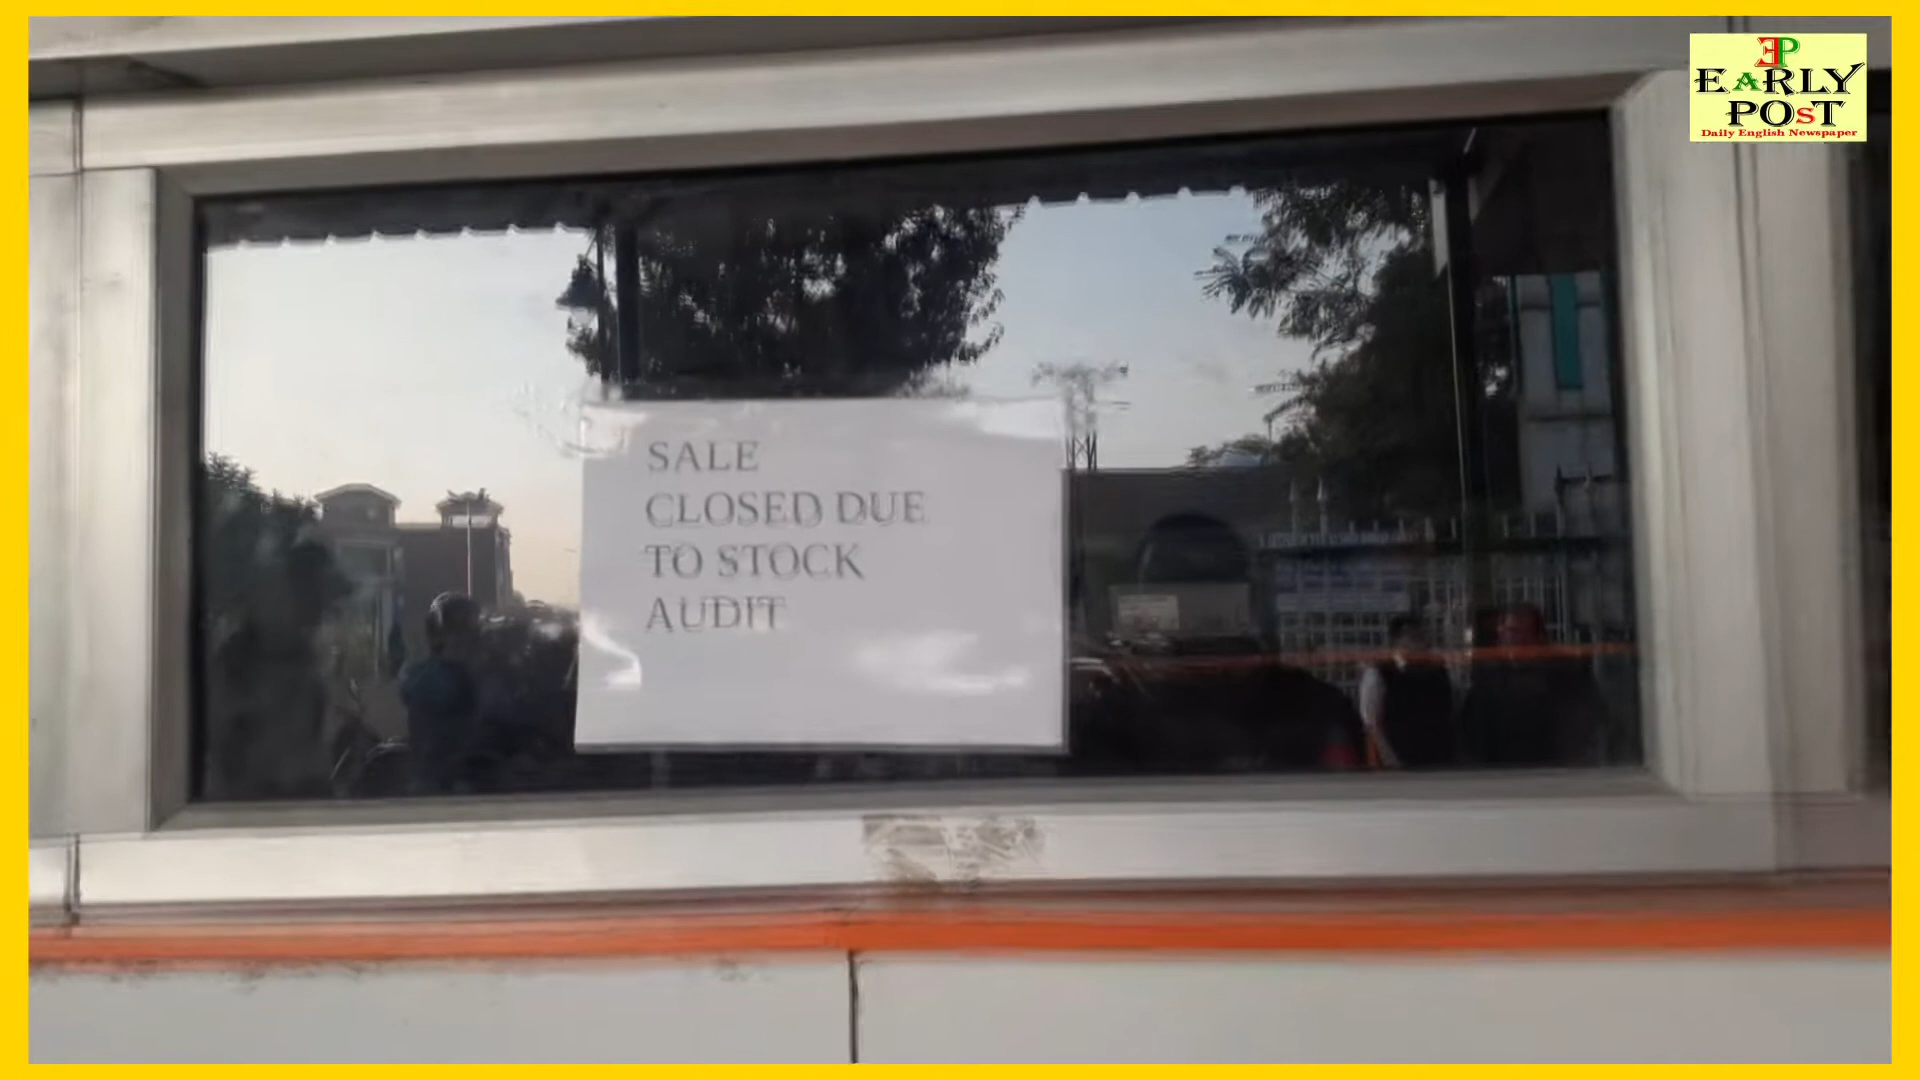 EP
EARLY
POST
Daily English Newspaper
SALE
CLOSED DUE
TO STOCK
AUDIT